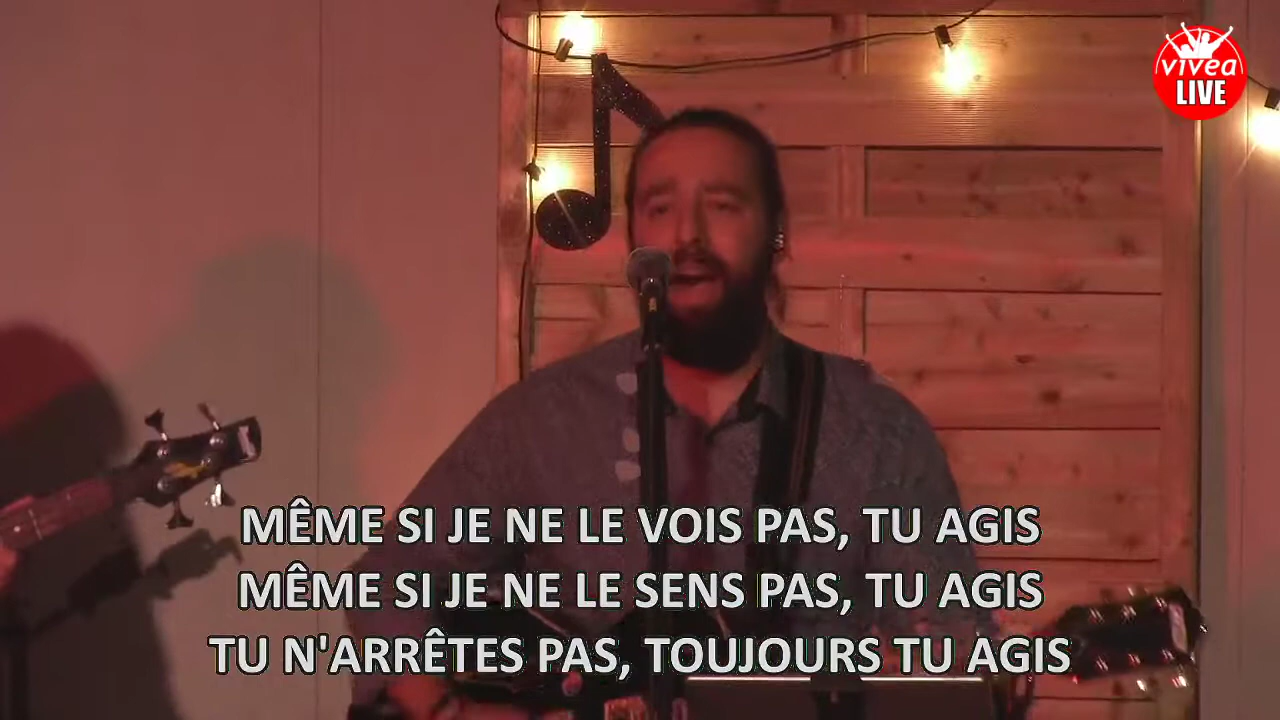 vivea
LIVE
MÊME SI JE NE LE VOIS PAS, TU AGIS
MÊME SI JE NE LE SENS PAS, TU AGIS
TU N'ARRÊTES PAS, TOUJOURS TU AGIS